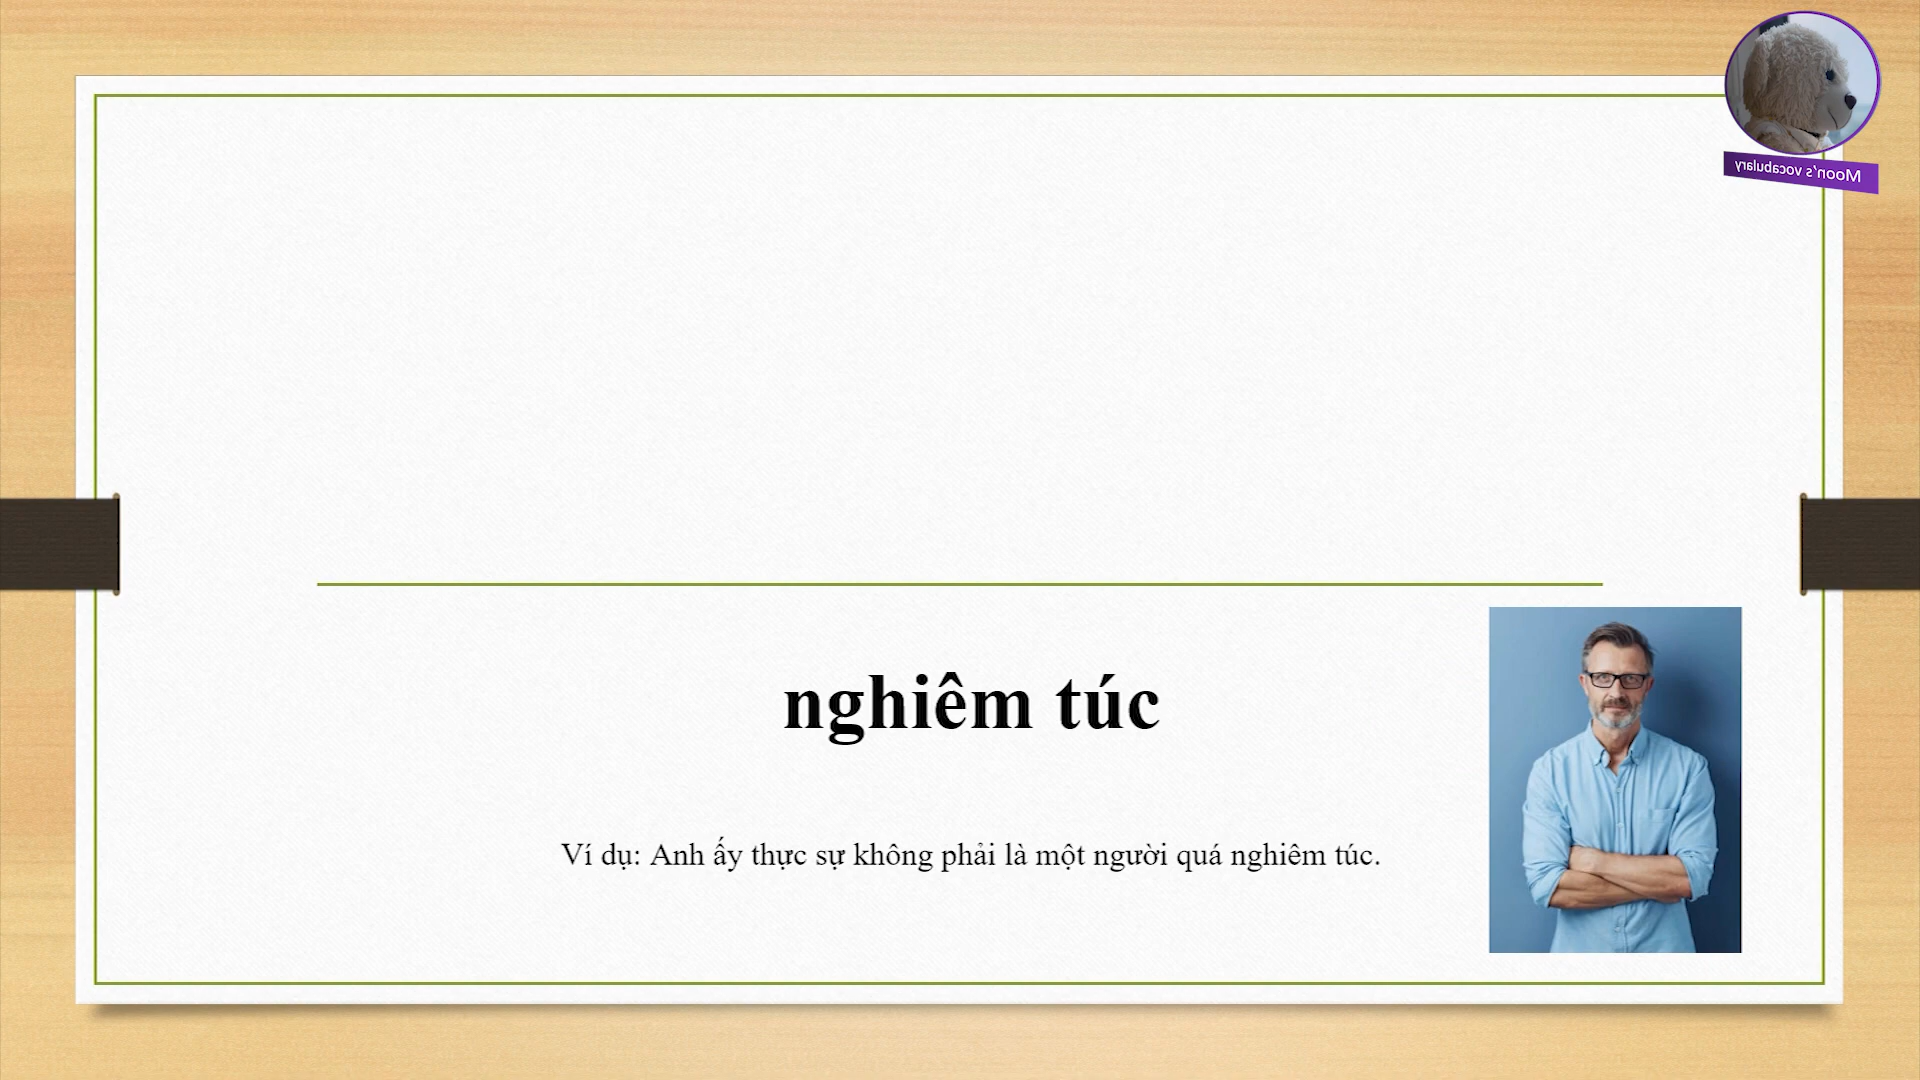 Moon's vocabulary
nghiêm túc
Ví dụ: Anh ấy thực sự không phải là một người quá nghiêm túc.